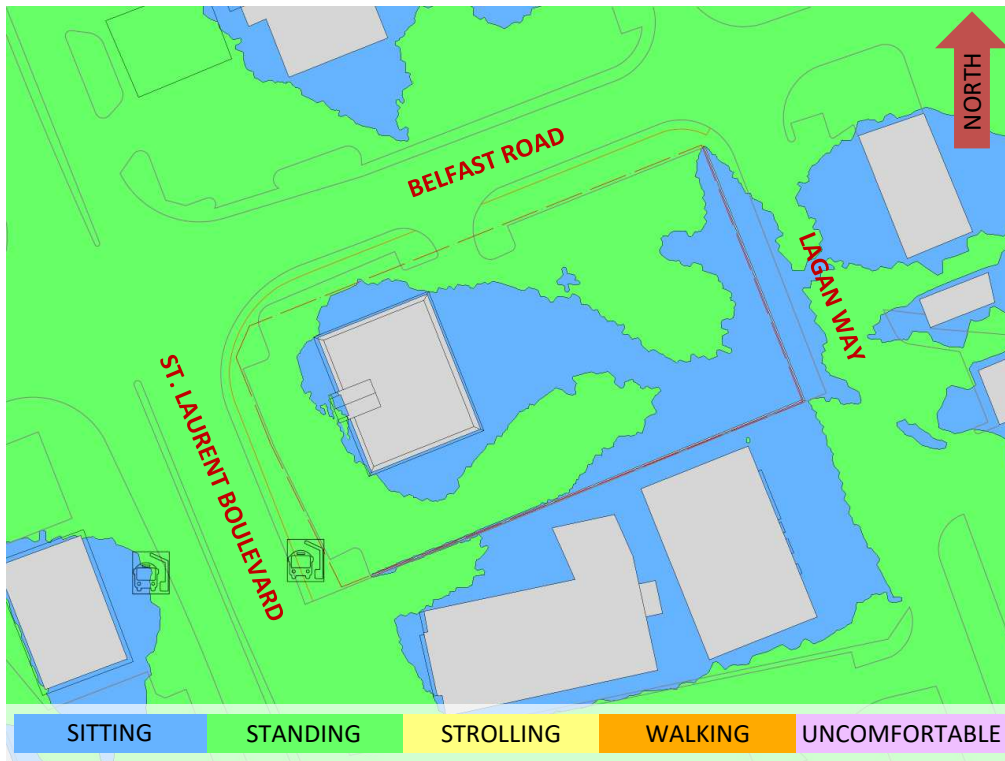 NORTH
BELFAST ROAD
LAGAN WAY
ST. LAURENT BOULEVARD
SITTING
STANDING
STROLLING
WALKING
UNCOMFORTABLE